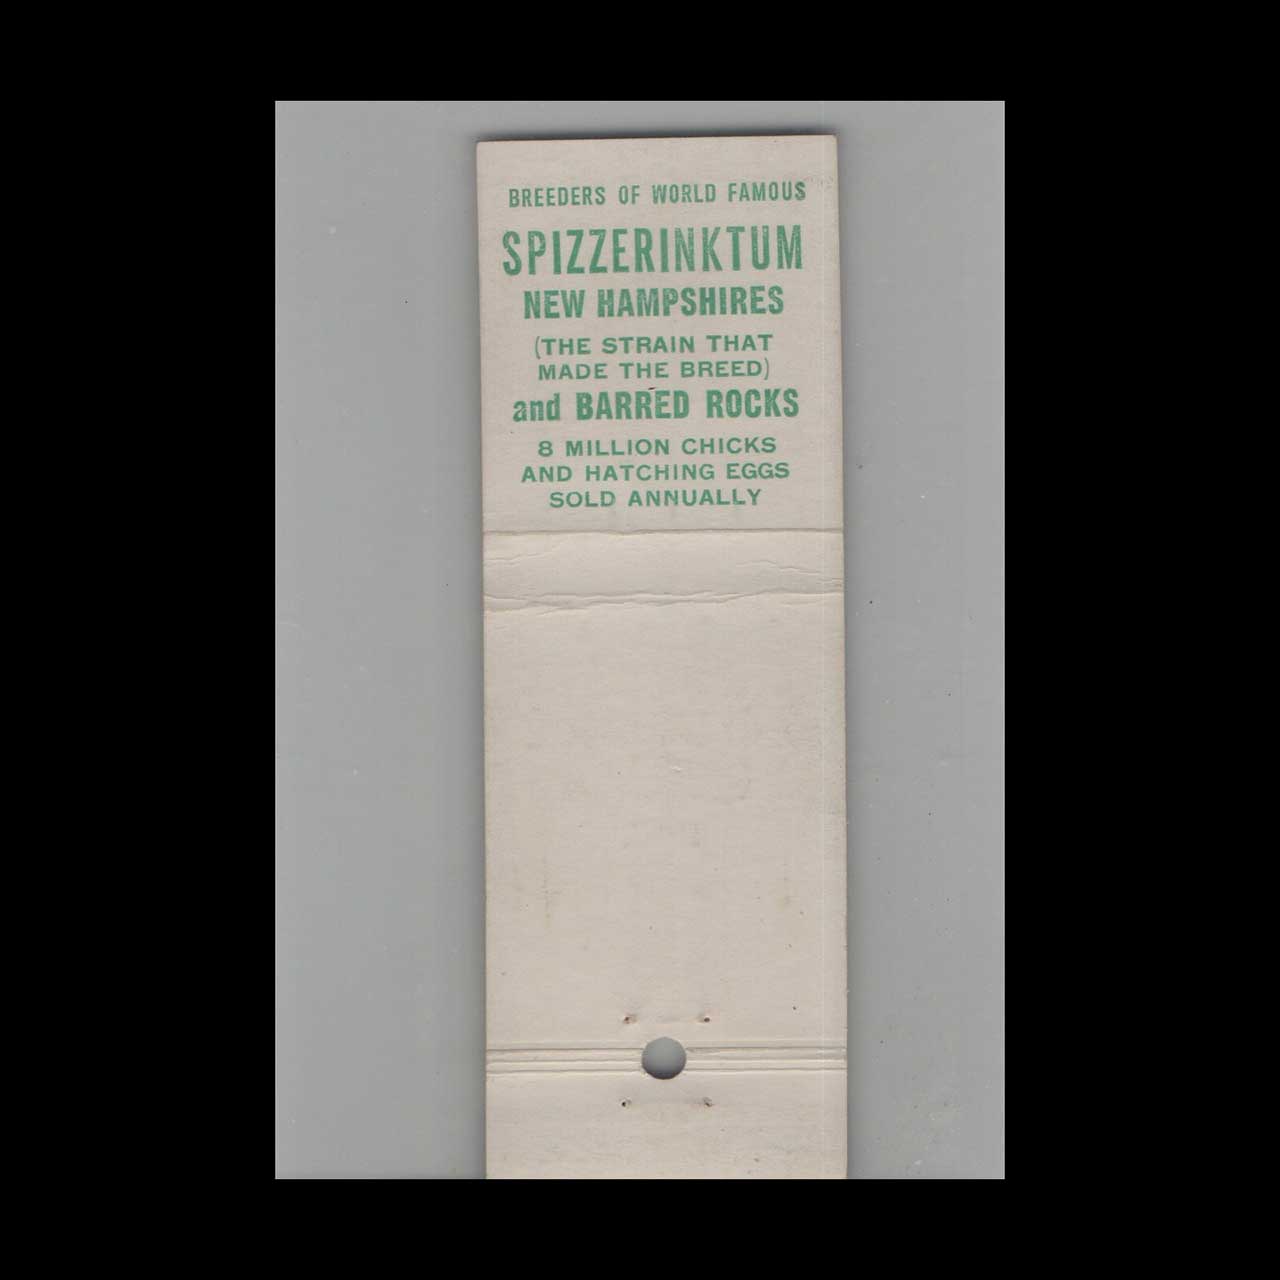 BREEDERS OF WORLD FAMOUS
SPIZZERINKTUM
NEW HAMPSHIRES
(THE STRAIN THAT
MADE THE BREED)
and BARRED ROCKS
8 MILLION CHICKS
AND HATCHING EGGS
SOLD ANNUALLY